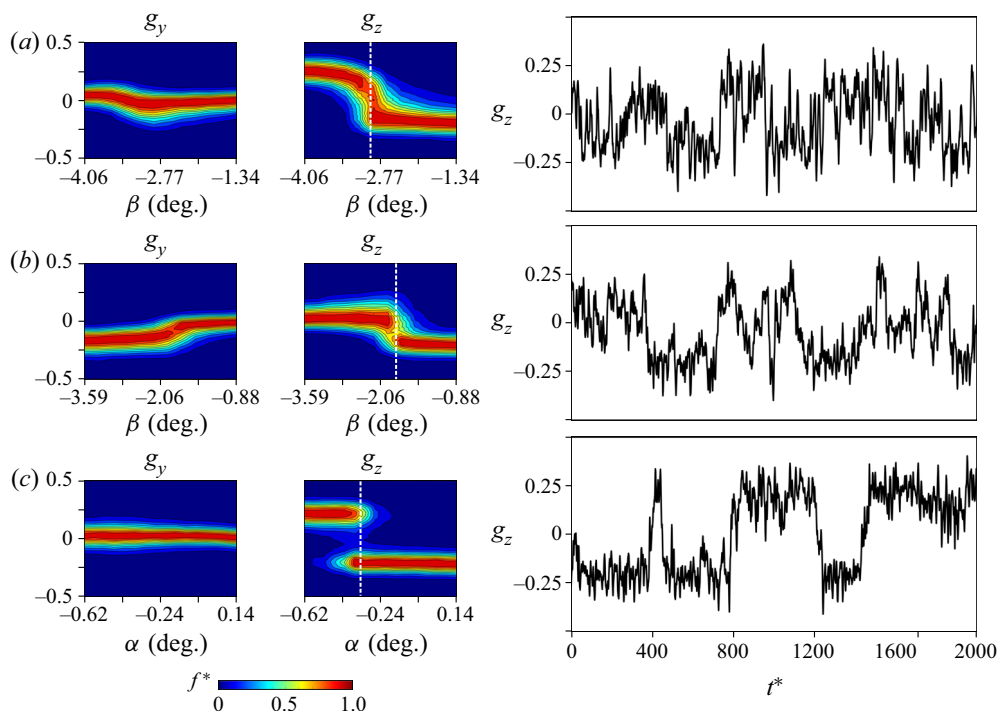 (a)
g_y
g_z
0.5
0
−0.5
−4.06 −2.77 −1.34
−4.06 −2.77 −1.34
β (deg.)
β (deg.)
g_z
0.25
0
−0.25
(b)
g_y
g_z
0.5
0
−0.5
−3.59 −2.06 −0.88
−3.59 −2.06 −0.88
β (deg.)
β (deg.)
g_z
0.25
0
−0.25
(c)
g_y
g_z
0.5
0
−0.5
−0.62 −0.24 0.14
−0.62 −0.24 0.14
α (deg.)
α (deg.)
g_z
0.25
0
−0.25
0 400 800 1200 1600 2000
t*
f*
0 0.5 1.0